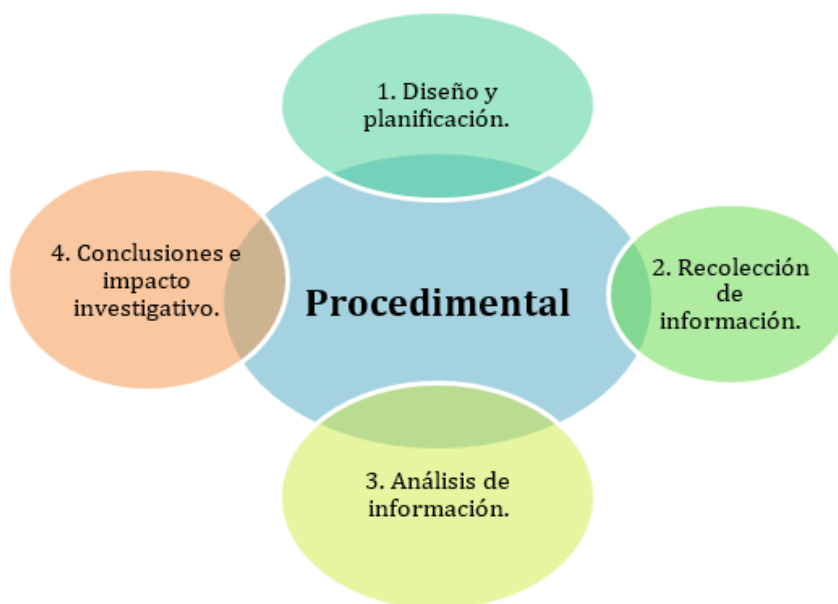 1. Diseño y
planificación.
4. Conclusiones e
impacto
investigativo.
Procedimental
2. Recolección
de
información.
3. Análisis de
información.